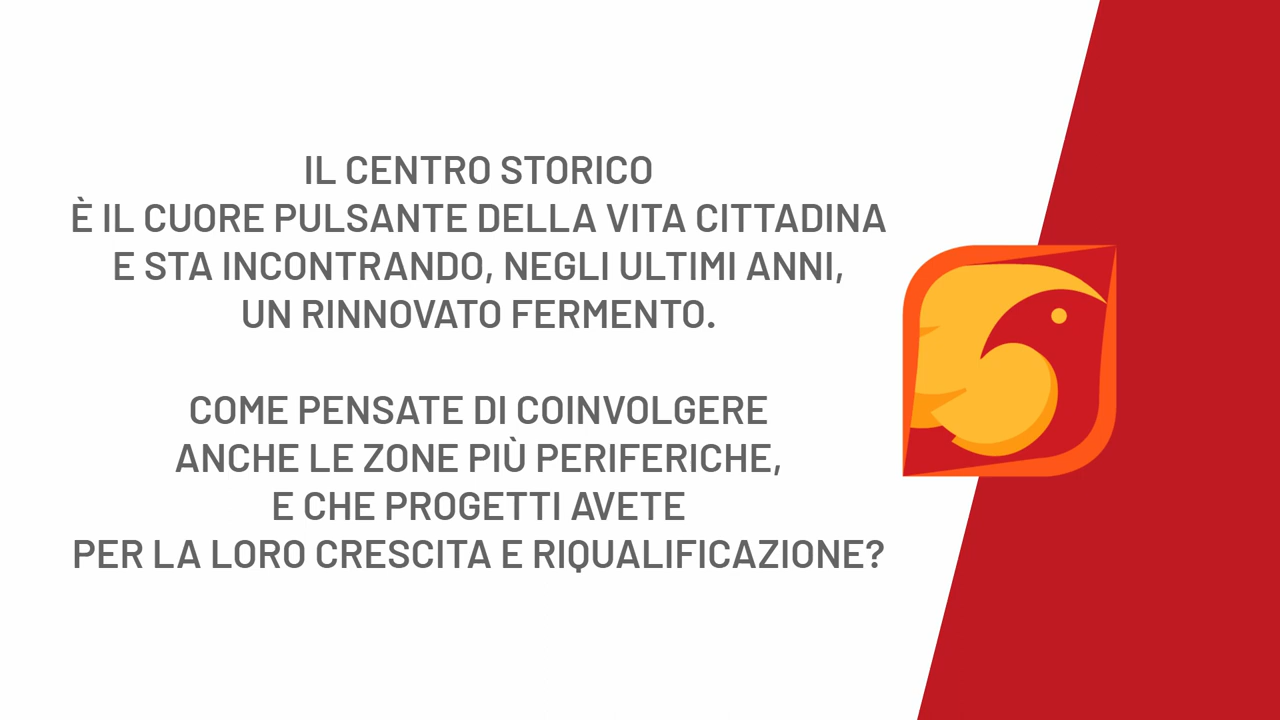 IL CENTRO STORICO
È IL CUORE PULSANTE DELLA VITA CITTADINA
E STA INCONTRANDO, NEGLI ULTIMI ANNI,
UN RINNOVATO FERMENTO.
COME PENSATE DI COINVOLGERE
ANCHE LE ZONE PIÙ PERIFERICHE,
E CHE PROGETTI AVETE
PER LA LORO CRESCITA E RIQUALIFICAZIONE?